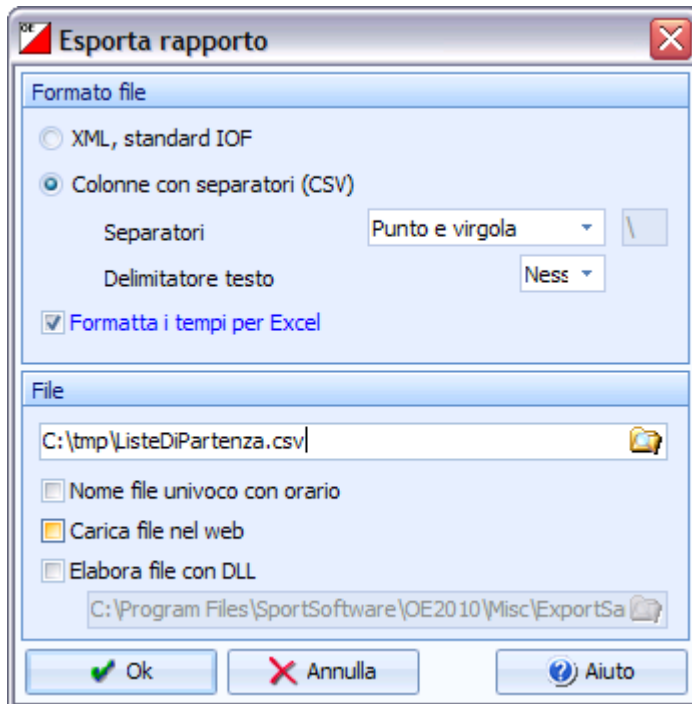 OE
Esporta rapporto
Formato file
XML, standard IOF
Colonne con separatori (CSV)
Separatori Punto e virgola \
Delimitatore testo Ness
Formatta i tempi per Excel
File
C:\tmp\ListeDiPartenza.csv
Nome file univoco con orario
Carica file nel web
Elabora file con DLL
C:\Program Files\SportSoftware\OE2010\Misc\ExportSa
Ok Annulla Aiuto